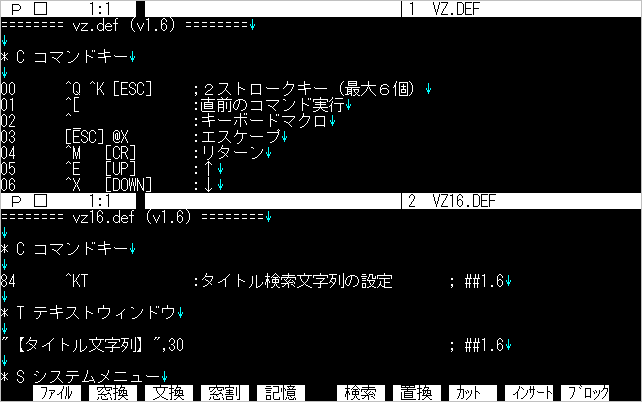 P □ 1:1 1 VZ.DEF
======== vz.def (v1.6) ========↓
↓
* C コマンドキー↓
↓
00 ^Q ^K [ESC] ;2ストロークキー (最大6個) ↓
01 ^[ :直前のコマンド実行↓
02 ^_ :キーボードマクロ↓
03 [ESC] @X :エスケープ↓
04 ^M [CR] :リターン↓
05 ^E [UP] :↑↓
06 ^X [DOWN] :↓↓
P □ 1:1 2 VZ16.DEF
======== vz16.def (v1.6) ========↓
↓
* C コマンドキー↓
↓
84 ^KT :タイトル検索文字列の設定 ; ##1.6↓
↓
* T テキストウィンドウ↓
↓
"【タイトル文字列】",30 ; ##1.6↓
↓
* S システムメニュー↓
ファイル 窓換 文換 窓割 記憶 検索 置換 カット インサート ブロック